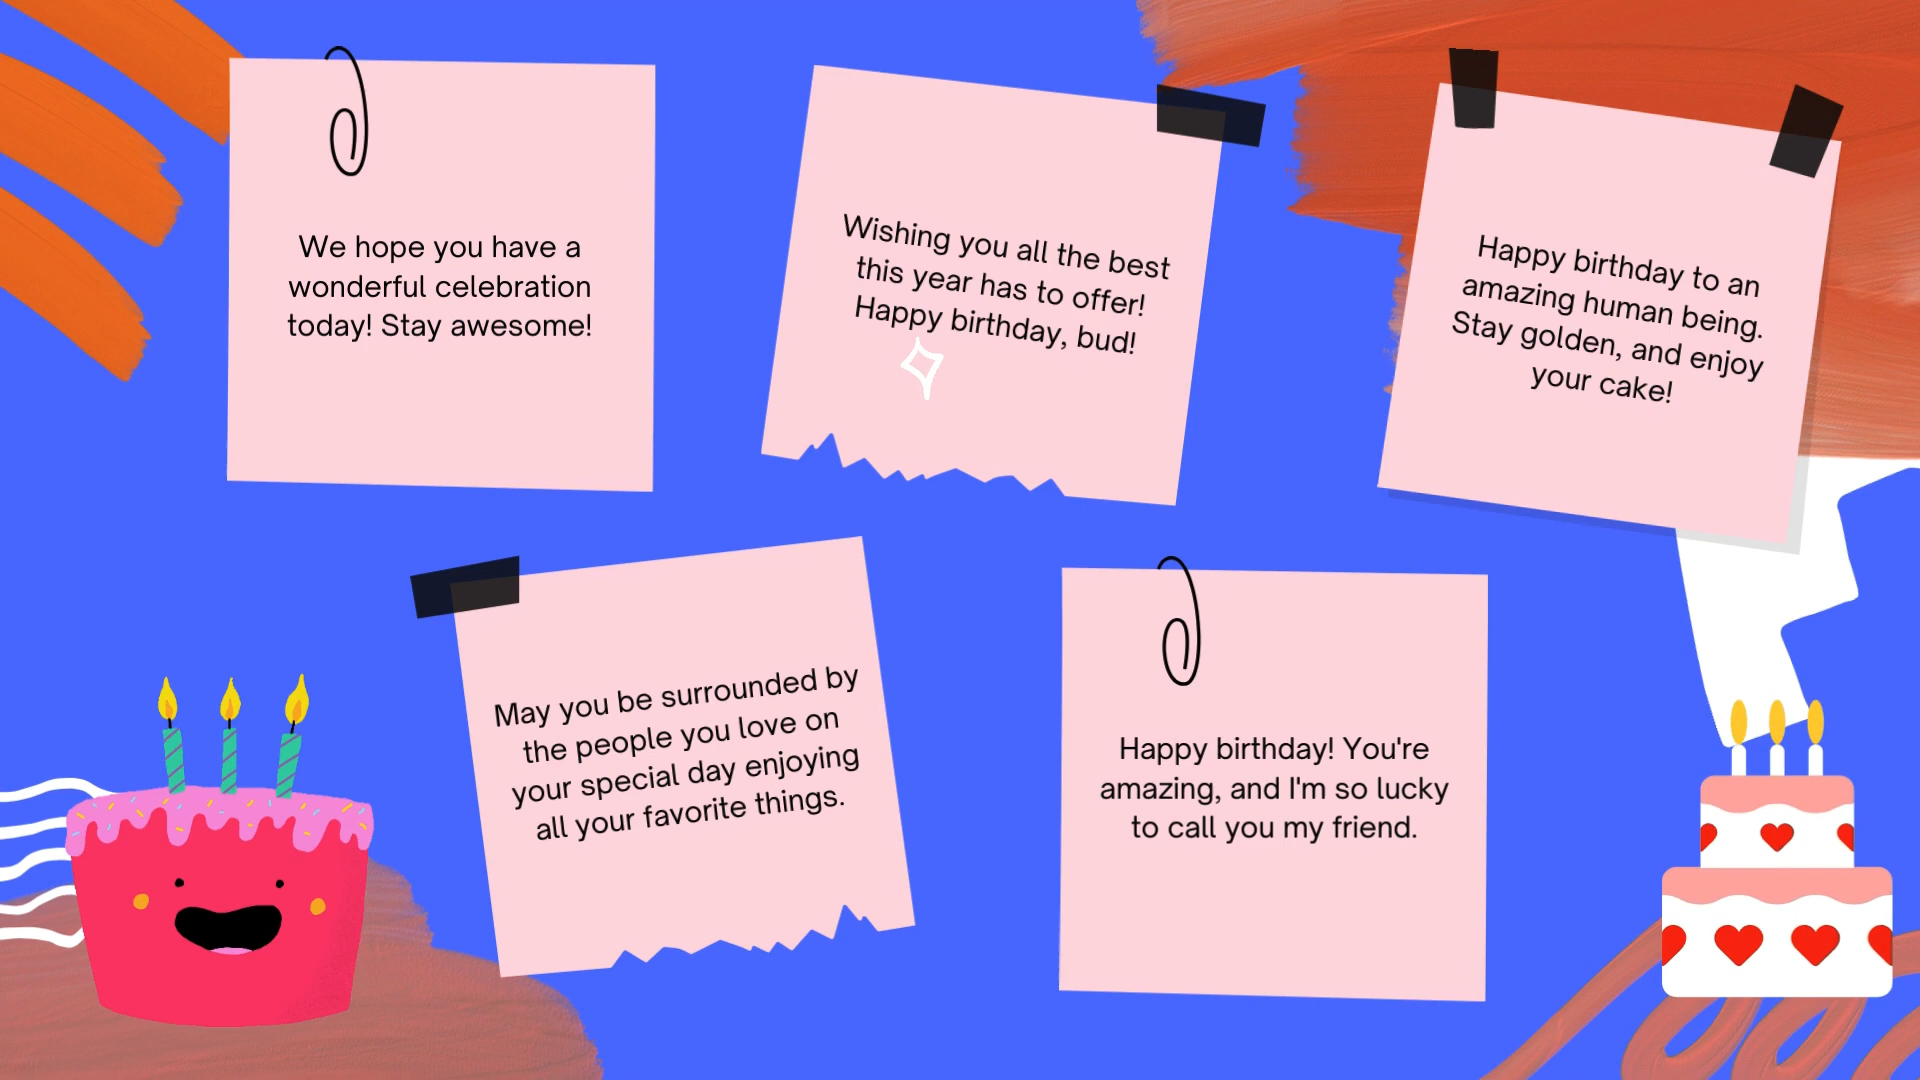 We hope you have a
wonderful celebration
today! Stay awesome!
Wishing you all the best
this year has to offer!
Happy birthday, bud!
Happy birthday to an
amazing human being.
Stay golden, and enjoy
your cake!
May you be surrounded by
the people you love on
your special day enjoying
all your favorite things.
Happy birthday! You're
amazing, and I'm so lucky
to call you my friend.